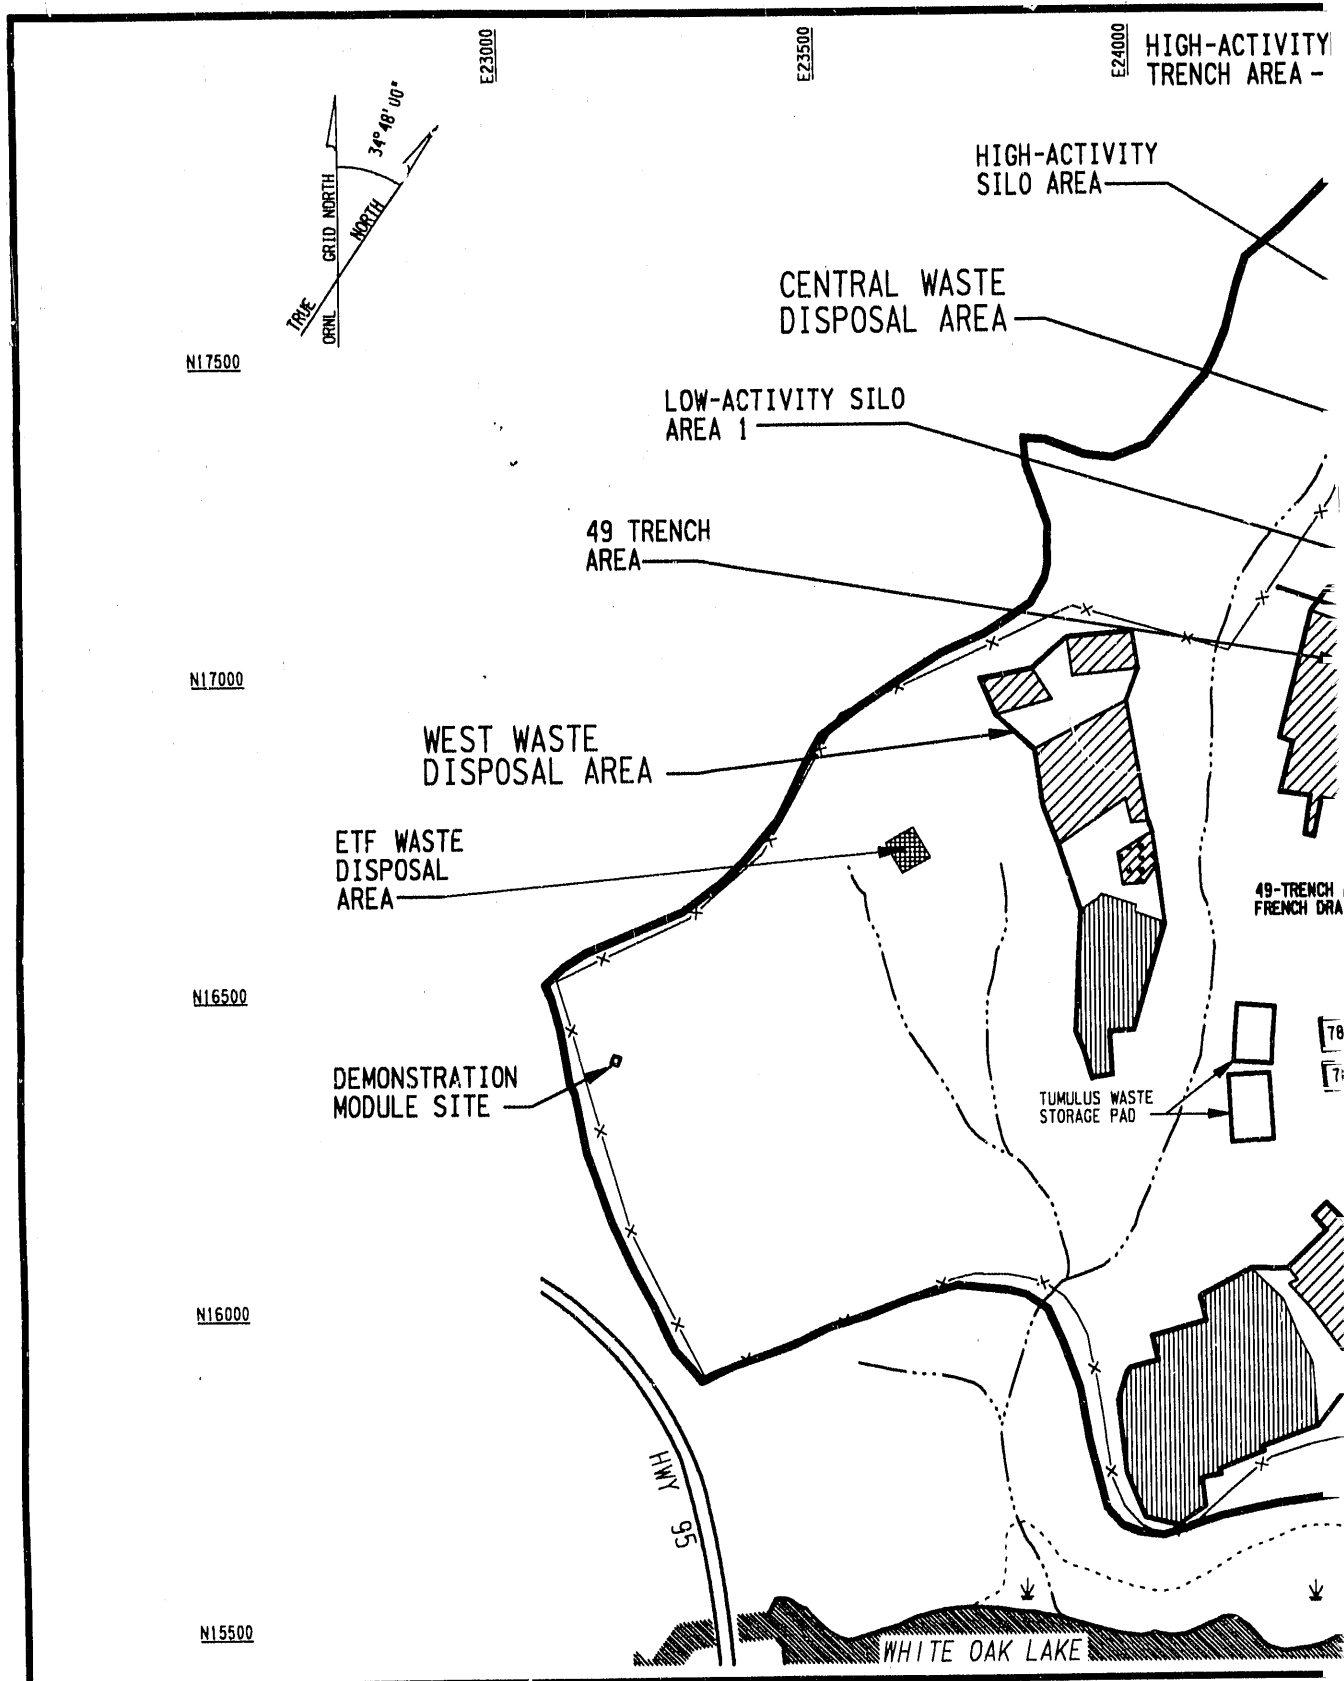 E23000
E23500
E24000
HIGH-ACTIVITY
TRENCH AREA -
34° 48' 00"
GRID NORTH
ORNL
TRUE NORTH
HIGH-ACTIVITY
SILO AREA
CENTRAL WASTE
DISPOSAL AREA
N17500
LOW-ACTIVITY SILO
AREA 1
49 TRENCH
AREA
N17000
WEST WASTE
DISPOSAL AREA
ETF WASTE
DISPOSAL
AREA
49-TRENCH
FRENCH DRA
N16500
78
DEMONSTRATION
MODULE SITE
TUMULUS WASTE
STORAGE PAD
N16000
HWY 95
N15500
WHITE OAK LAKE